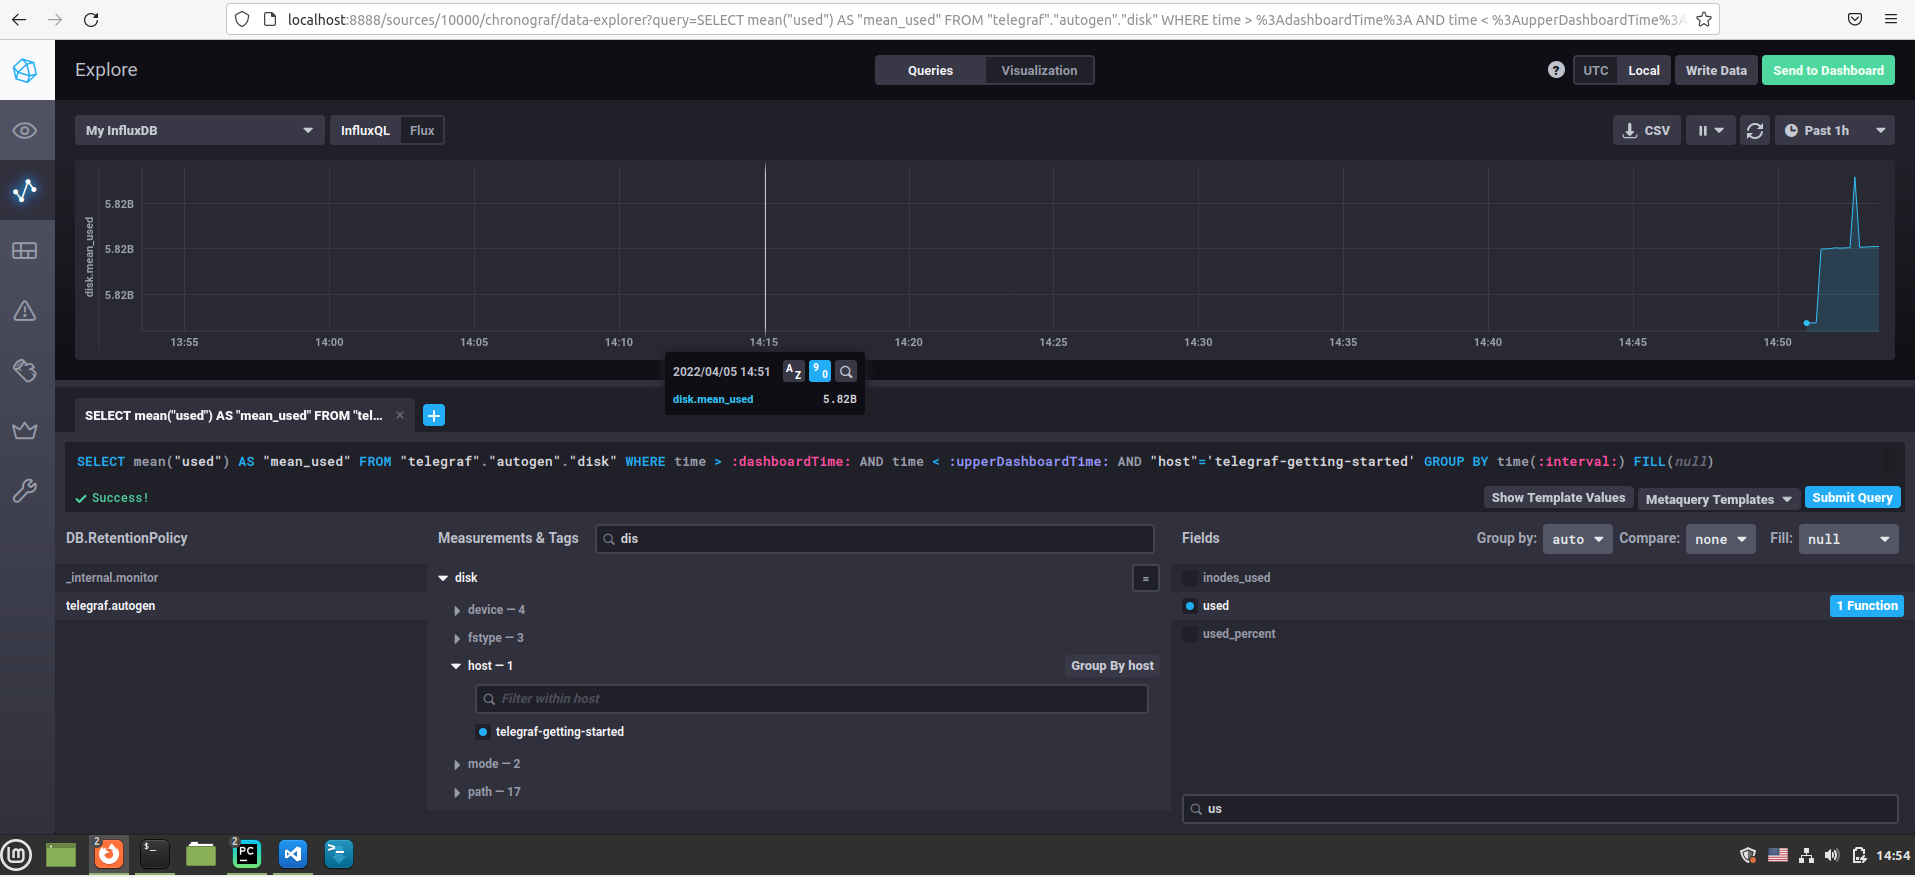 localhost:8888/sources/10000/chronograf/data-explorer?query=SELECT mean("used") AS "mean_used" FROM "telegraf"."autogen"."disk" WHERE time > %3AdashboardTime%3A AND time < %3AupperDashboardTime%3A
Explore
Queries Visualization
? UTC Local Write Data Send to Dashboard
My InfluxDB InfluxQL Flux
CSV Past 1h
disk.mean_used
5.82B
5.82B
5.82B
13:55 14:00 14:05 14:10 14:15 14:20 14:25 14:30 14:35 14:40 14:45 14:50
2022/04/05 14:51 AZ 90
disk.mean_used 5.82B
SELECT mean("used") AS "mean_used" FROM "tel... × +
SELECT mean("used") AS "mean_used" FROM "telegraf"."autogen"."disk" WHERE time > :dashboardTime: AND time < :upperDashboardTime: AND "host"='telegraf-getting-started' GROUP BY time(:interval:) FILL(null)
Success!
Show Template Values Metaquery Templates Submit Query
DB.RetentionPolicy
_internal.monitor
telegraf.autogen
Measurements & Tags dis
disk =
device — 4
fstype — 3
host — 1 Group By host
Filter within host
telegraf-getting-started
mode — 2
path — 17
Fields Group by: auto Compare: none Fill: null
inodes_used
used 1 Function
used_percent
us
2 $_ 2 PC >_ 14:54